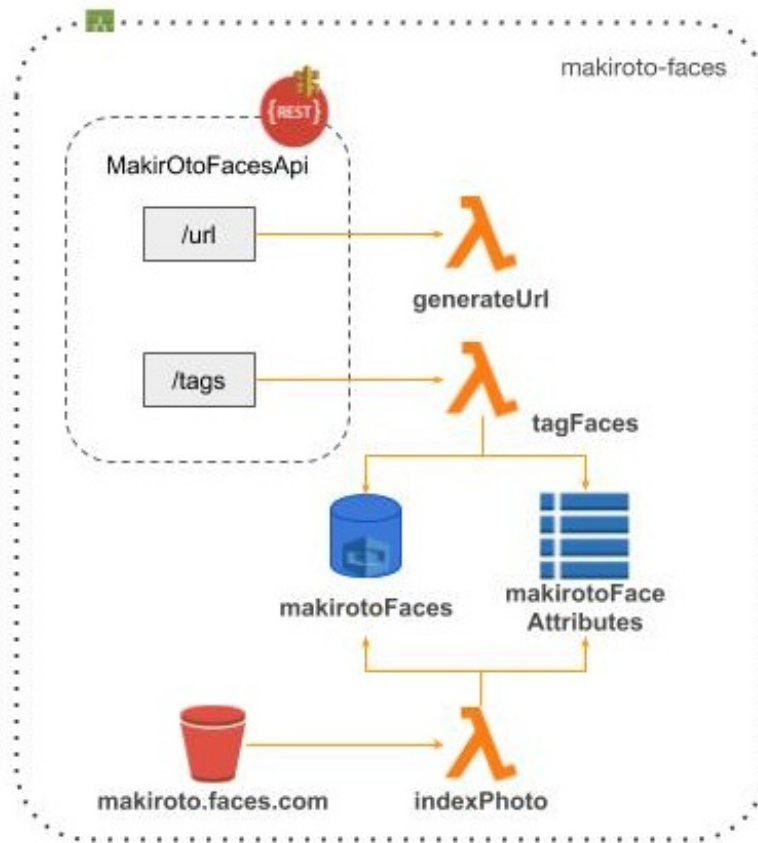 makiroto-faces
{REST}
MakirOtoFacesApi
/url
generateUrl
/tags
tagFaces
makirotoFaces
makirotoFace
Attributes
makiroto.faces.com
indexPhoto